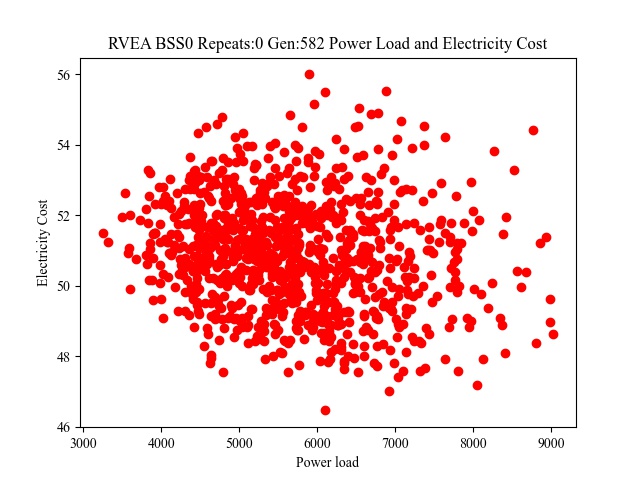 RVEA BSS0 Repeats:0 Gen:582 Power Load and Electricity Cost
56
54
52
50
48
46
Electricity Cost
3000 4000 5000 6000 7000 8000 9000
Power load